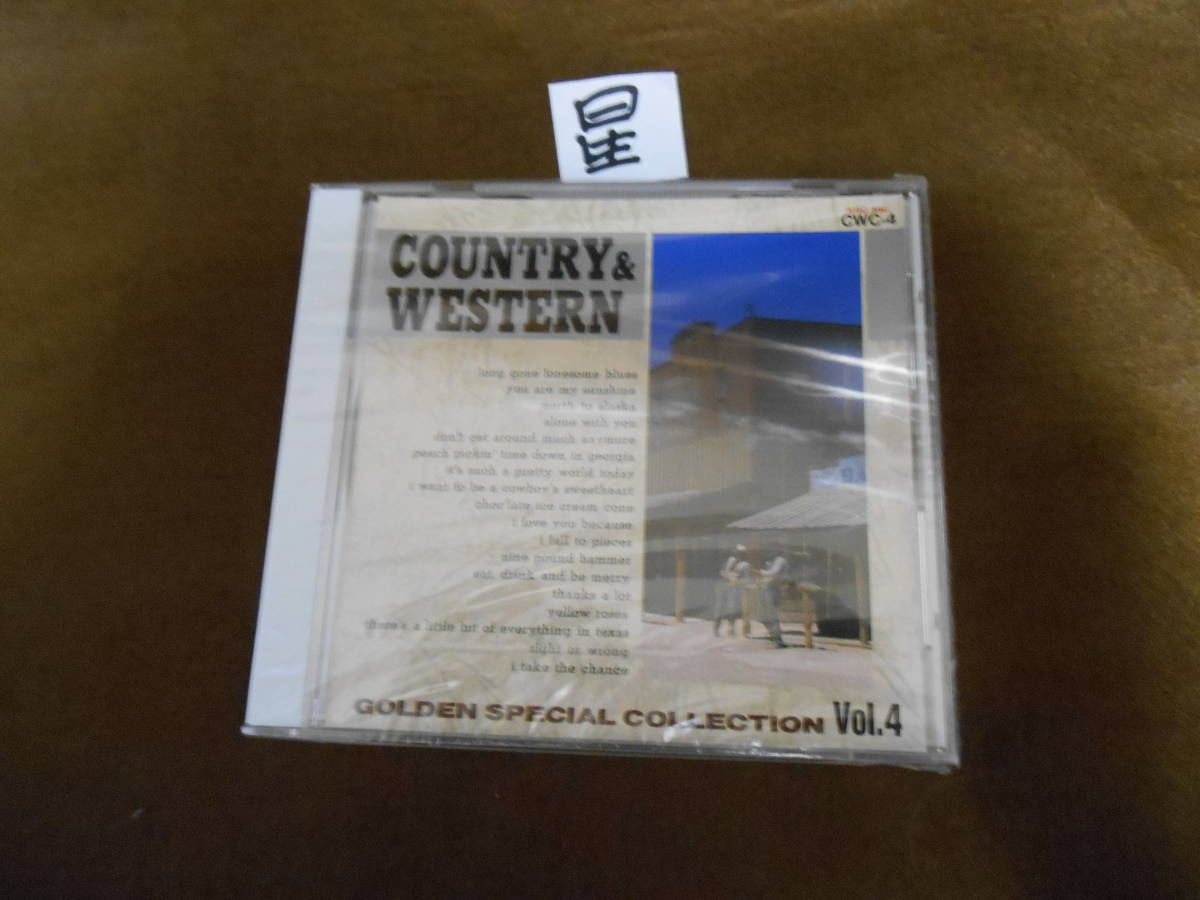 星
CWC-4
COUNTRY &
WESTERN
long gone lonesome blues
you are my sunshine
north to alaska
alone with you
don't get around much anymore
peach pickin' time down in georgia
it's such a pretty world today
i want to be a cowboy's sweetheart
choc'late ice cream cone
i love you because
i fall to pieces
nine pound hammer
eat, drink and be merry
thanks a lot
yellow roses
there's a little bit of everything in texas
right or wrong
i take the chance
GOLDEN SPECIAL COLLECTION Vol.4